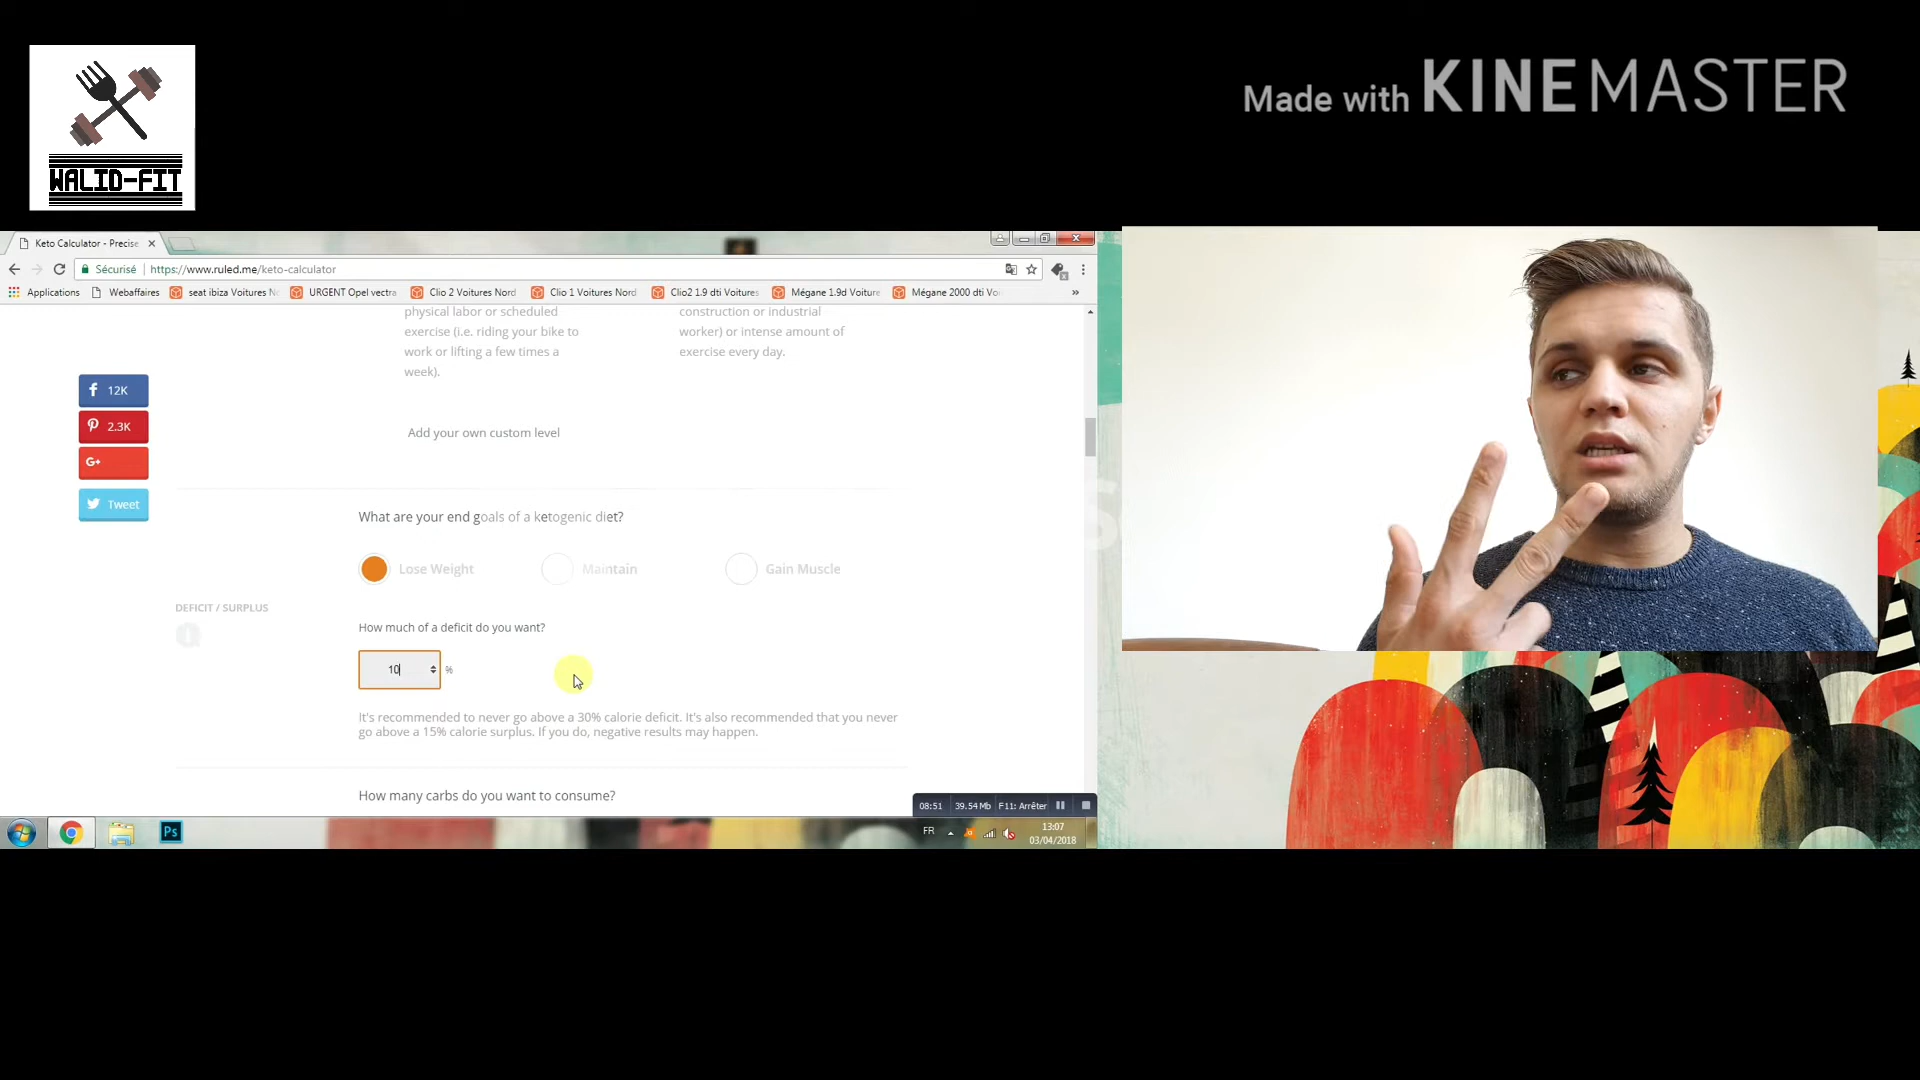 Made with KINEMASTER
WALID-FIT
Keto Calculator - Precise
Sécurisé
https://www.ruled.me/keto-calculator
Applications
Webaffaires
seat ibiza Voitures N
URGENT Opel vectra
Clio 2 Voitures Nord
Clio 1 Voitures Nord
Clio2 1.9 dti Voitures
Mégane 1.9d Voiture
Mégane 2000 dti Voi
»
physical labor or scheduled
exercise (i.e. riding your bike to
work or lifting a few times a
week).
construction or industrial
worker) or intense amount of
exercise every day.
12K
2.3K
G+
Tweet
Add your own custom level
What are your end goals of a ketogenic diet?
Lose Weight
Maintain
Gain Muscle
DEFICIT / SURPLUS
How much of a deficit do you want?
10
%
It's recommended to never go above a 30% calorie deficit. It's also recommended that you never
go above a 15% calorie surplus. If you do, negative results may happen.
How many carbs do you want to consume?
08:51 39.54 Mb F11: Arrêter
Ps
FR
13:07
03/04/2018